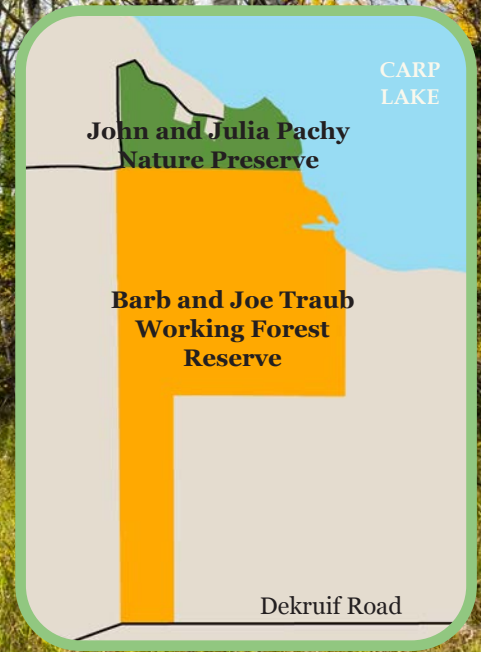 CARP
LAKE
John and Julia Pachy
Nature Preserve
Barb and Joe Traub
Working Forest
Reserve
Dekruif Road